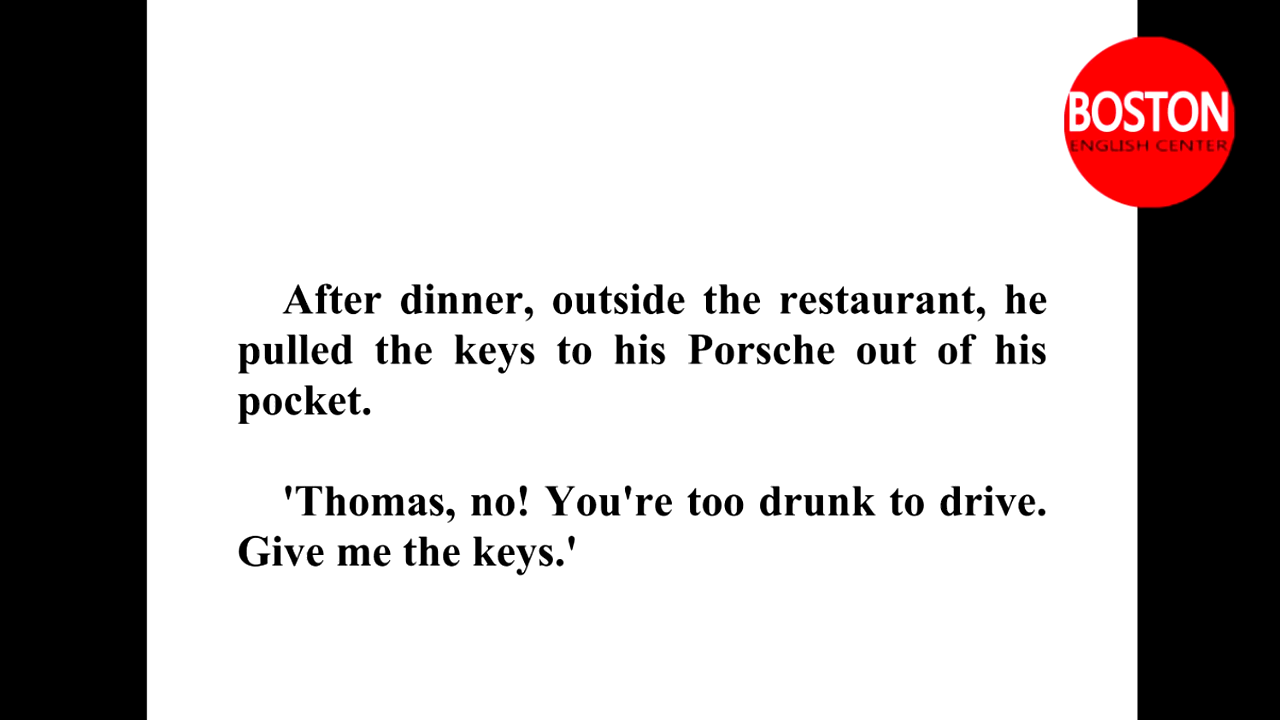 BOSTON
ENGLISH CENTER
After dinner, outside the restaurant, he
pulled the keys to his Porsche out of his
pocket.
'Thomas, no! You're too drunk to drive.
Give me the keys.'